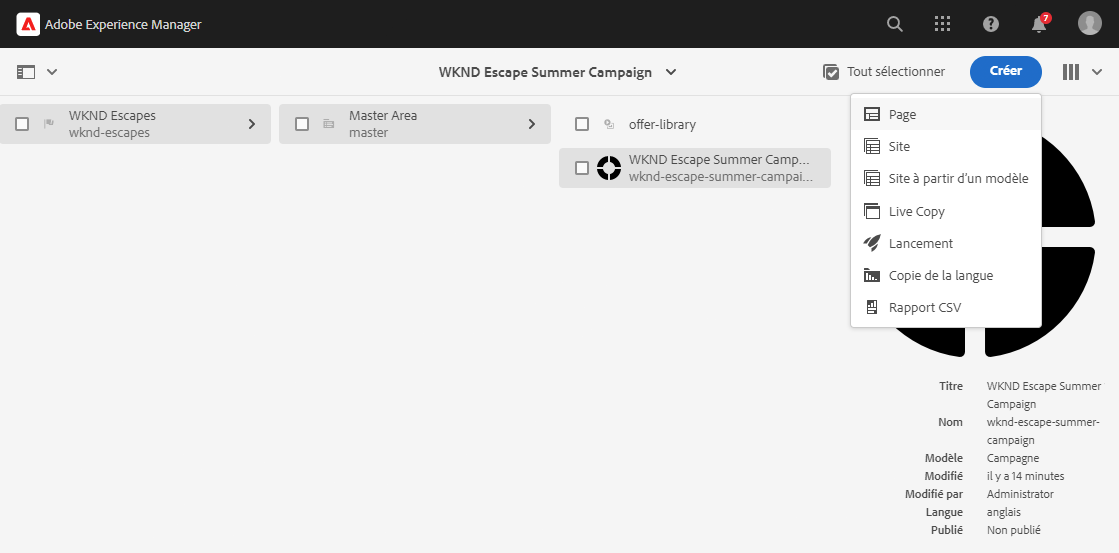 Adobe Experience Manager
7
WKND Escape Summer Campaign
Tout sélectionner
Créer
WKND Escapes
wknd-escapes
Master Area
master
offer-library
WKND Escape Summer Camp...
wknd-escape-summer-campai...
Page
Site
Site à partir d'un modèle
Live Copy
Lancement
Copie de la langue
Rapport CSV
Titre WKND Escape Summer
Campaign
Nom wknd-escape-summer-
campaign
Modèle Campagne
Modifié il y a 14 minutes
Modifié par Administrator
Langue anglais
Publié Non publié